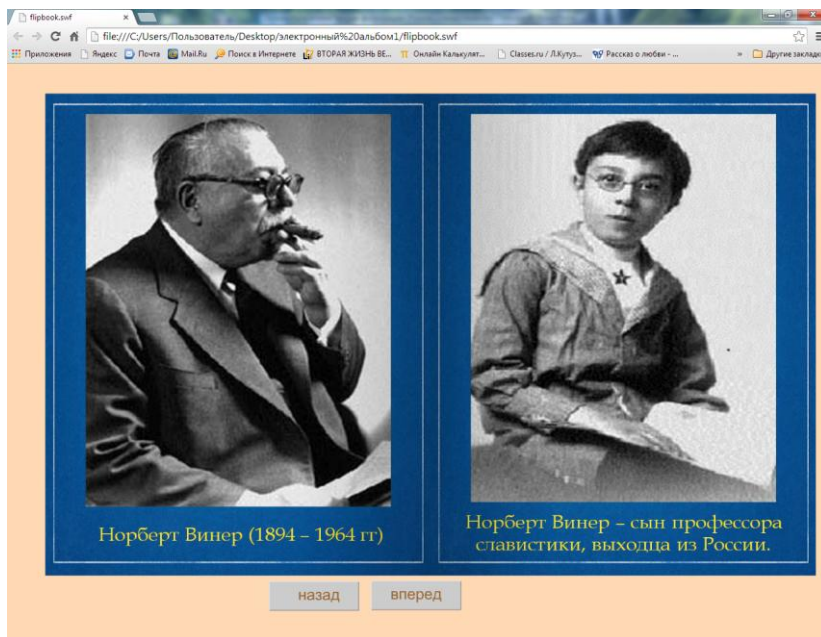 flipbook.swf
file:///C:/Users/Пользователь/Desktop/электронный%20альбом1/flipbook.swf
Приложения Яндекс Почта Mail.Ru Поиск в Интернете ВТОРАЯ ЖИЗНЬ ВЕ... Онлайн Калькулят... Classes.ru / Л.Кутуз... Рассказ о любви - ... » Другие закладк
Норберт Винер (1894 – 1964 гг)
Норберт Винер – сын профессора
славистики, выходца из России.
назад
вперед